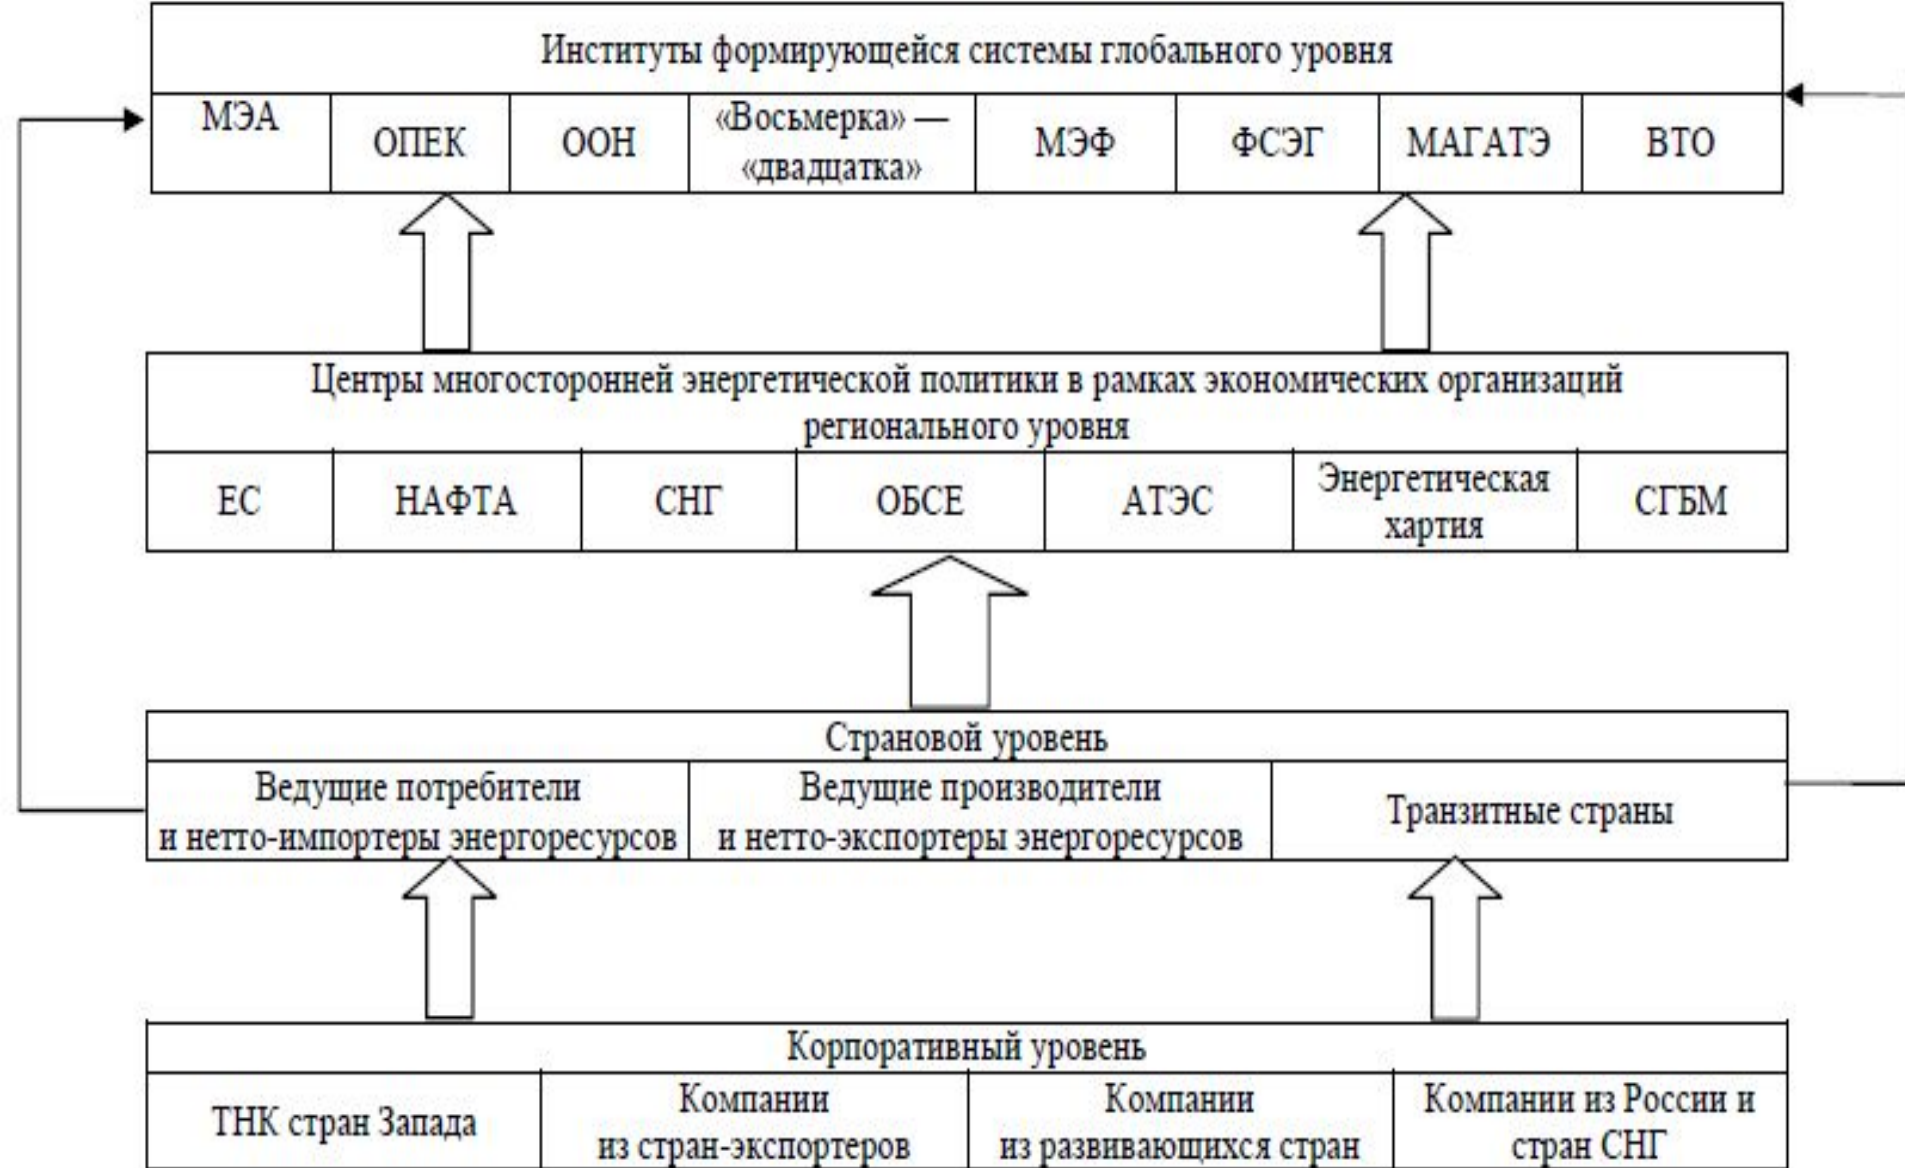 Институты формирующейся системы глобального уровня
МЭА
ОПЕК
ООН
«Восьмерка» —
«двадцатка»
МЭФ
ФСЭГ
МАГАТЭ
ВТО
Центры многосторонней энергетической политики в рамках экономических организаций
регионального уровня
ЕС
НАФТА
СНГ
ОБСЕ
АТЭС
Энергетическая
хартия
СГБМ
Страновой уровень
Ведущие потребители
и нетто-импортеры энергоресурсов
Ведущие производители
и нетто-экспортеры энергоресурсов
Транзитные страны
Корпоративный уровень
ТНК стран Запада
Компании
из стран-экспортеров
Компании
из развивающихся стран
Компании из России и
стран СНГ